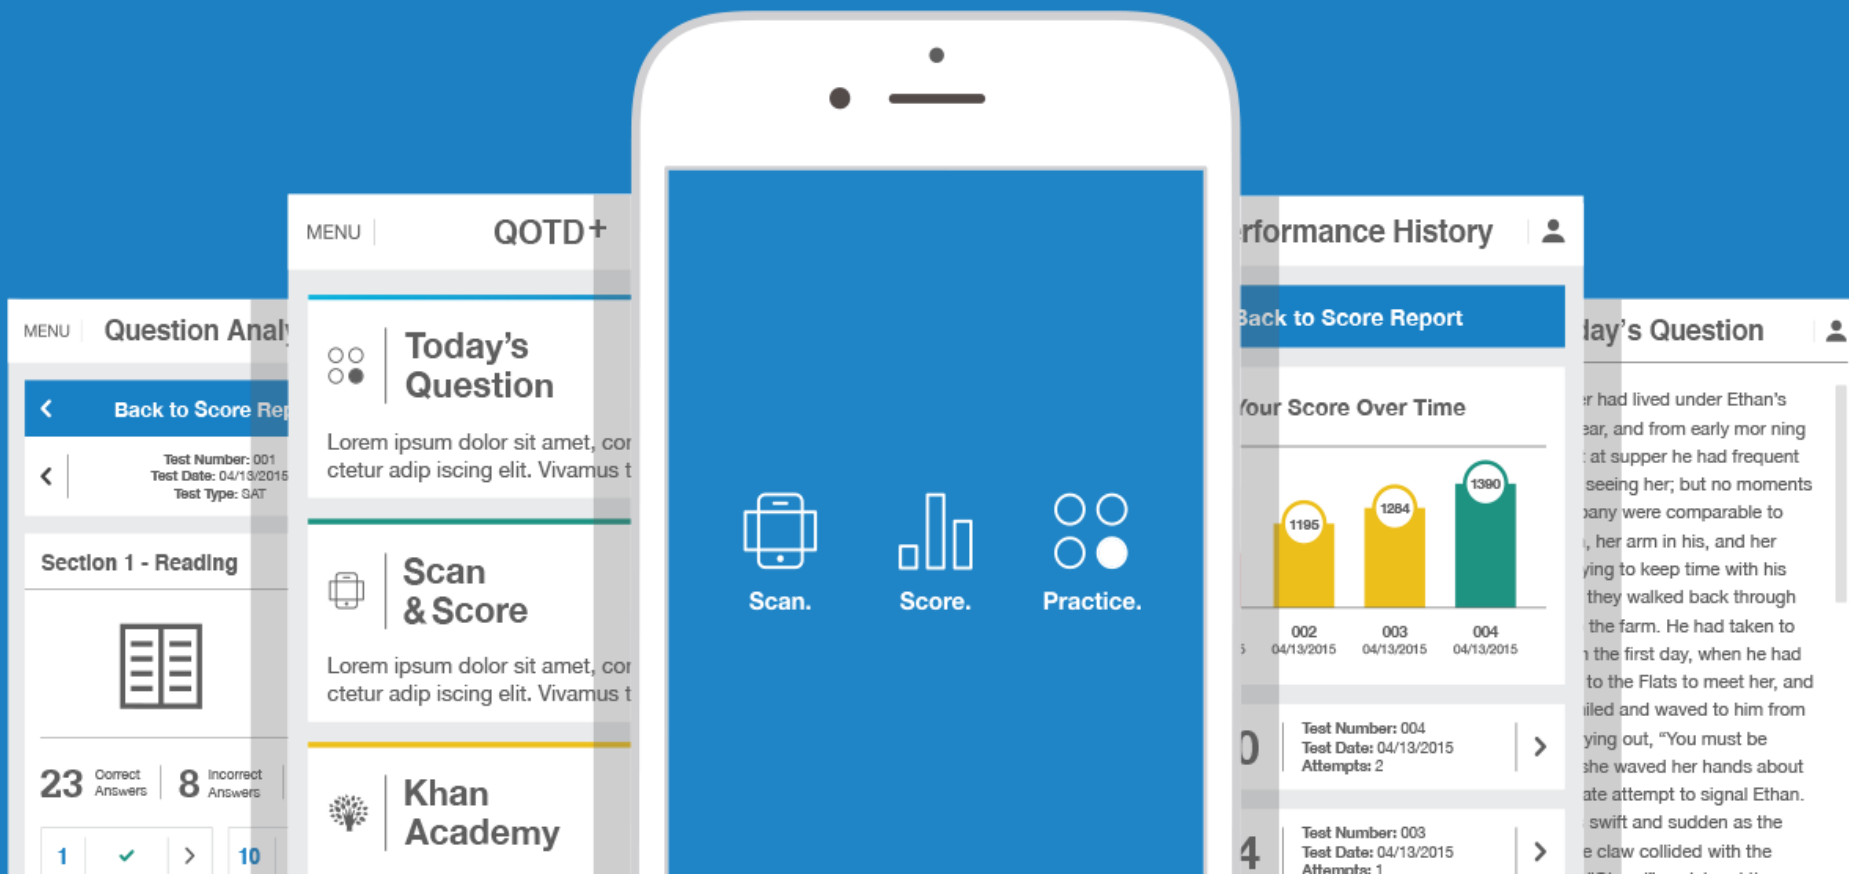 MENU
Question Analy
Back to Score Rep
Test Number: 001
Test Date: 04/13/2015
Test Type: SAT
Section 1 - Reading
23 Correct Answers 8 Incorrect Answers
1 10
MENU QOTD+
Today's
Question
Lorem ipsum dolor sit amet, cor
ctetur adip iscing elit. Vivamus t
Scan
& Score
Lorem ipsum dolor sit amet, cor
ctetur adip iscing elit. Vivamus t
Khan
Academy
Scan. Score. Practice.
rformance History
Back to Score Report
Your Score Over Time
1195 1284 1390
002 003 004
04/13/2015 04/13/2015 04/13/2015
0
Test Number: 004
Test Date: 04/13/2015
Attempts: 2
4
Test Number: 003
Test Date: 04/13/2015
Attempts: 1
day's Question
er had lived under Ethan's
ear, and from early mor ning
at supper he had frequent
seeing her; but no moments
pany were comparable to
, her arm in his, and her
ying to keep time with his
they walked back through
the farm. He had taken to
the first day, when he had
to the Flats to meet her, and
iled and waved to him from
ying out, "You must be
she waved her hands about
ate attempt to signal Ethan.
swift and sudden as the
e claw collided with the